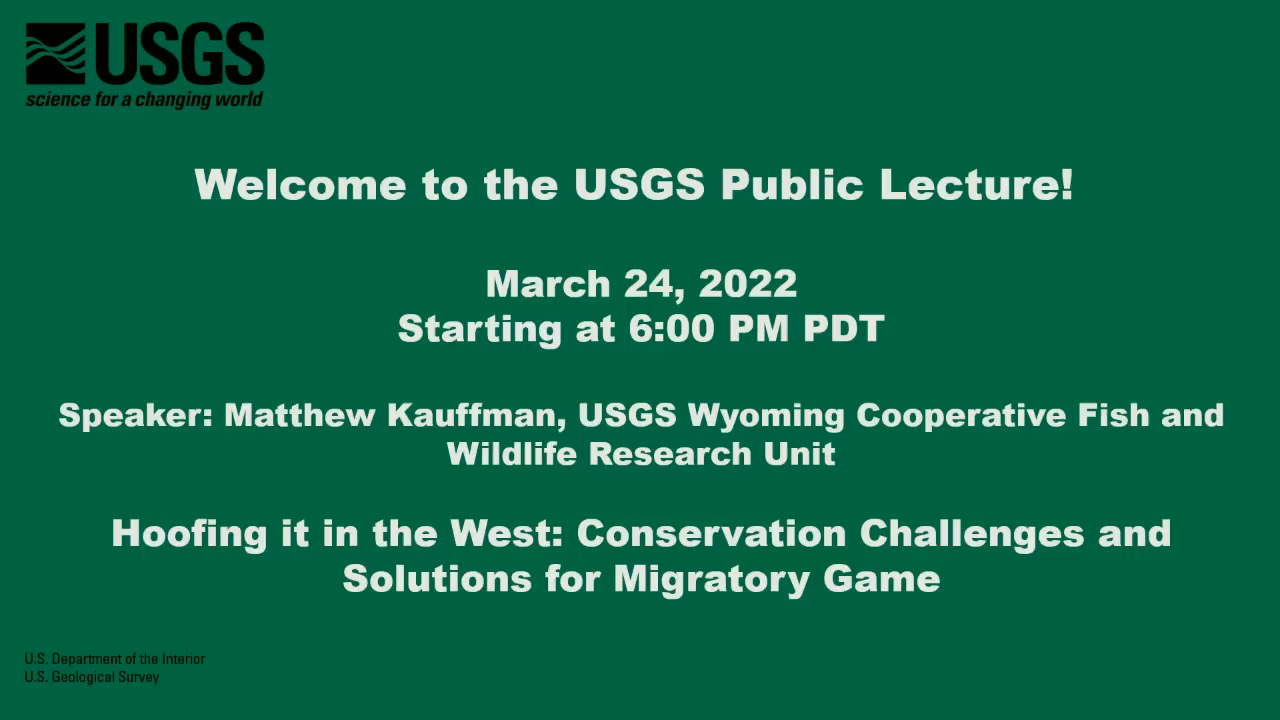 USGS
science for a changing world
Welcome to the USGS Public Lecture!
March 24, 2022
Starting at 6:00 PM PDT
Speaker: Matthew Kauffman, USGS Wyoming Cooperative Fish and
Wildlife Research Unit
Hoofing it in the West: Conservation Challenges and
Solutions for Migratory Game
U.S. Department of the Interior
U.S. Geological Survey